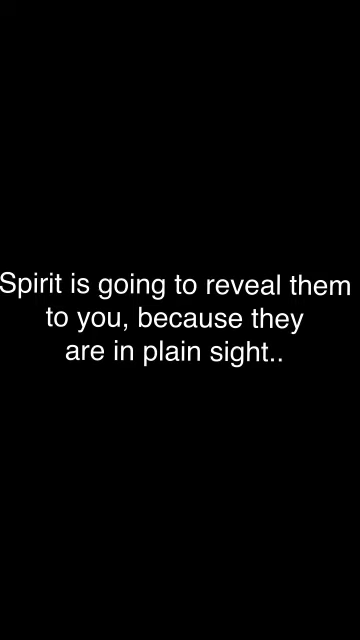 Spirit is going to reveal them
to you, because they
are in plain sight..